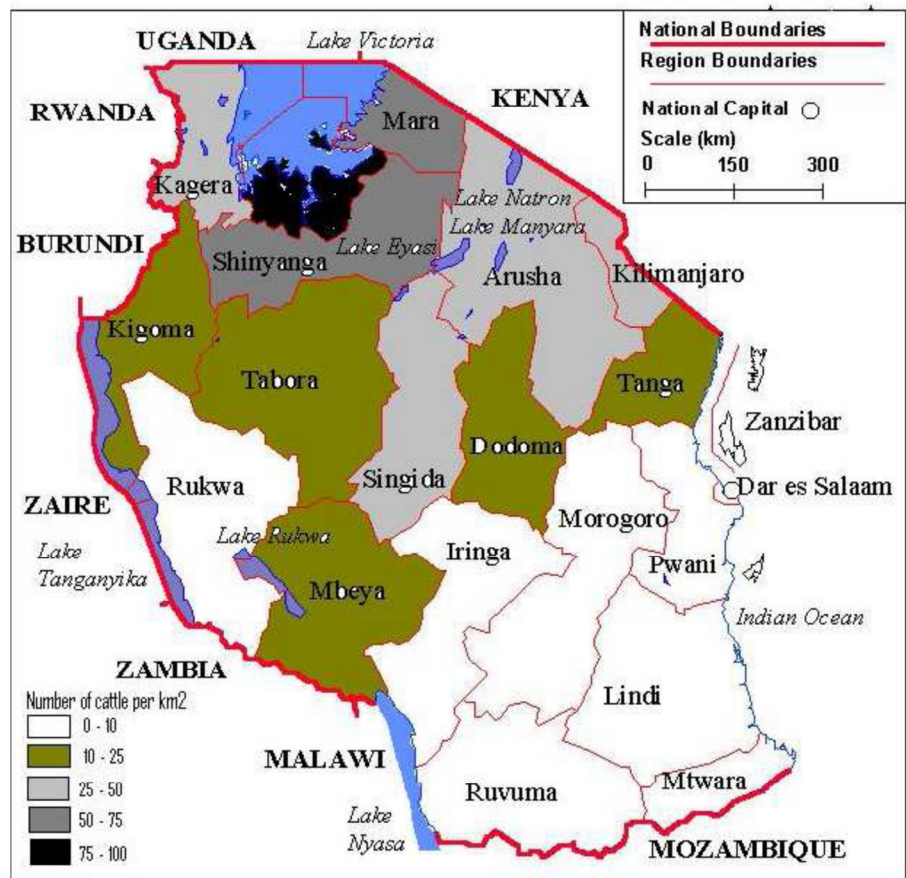 UGANDA
Lake Victoria
National Boundaries
Region Boundaries
National Capital
Scale (km)
0 150 300
RWANDA
KENYA
Mara
Kagera
Lake Natron
Lake Manyara
BURUNDI
Lake Eyasi
Shinyanga
Arusha
Kilimanjaro
Kigoma
Tabora
Tanga
Zanzibar
Dodoma
Singida
Rukwa
Dar es Salaam
ZAIRE
Morogoro
Lake Rukwa
Iringa
Lake
Tanganyika
Pwani
Mbeya
Indian Ocean
ZAMBIA
Lindi
Number of cattle per km2
0 - 10
10 - 25
25 - 50
50 - 75
75 - 100
MALAWI
Mtwara
Ruvuma
Lake
Nyasa
MOZAMBIQUE